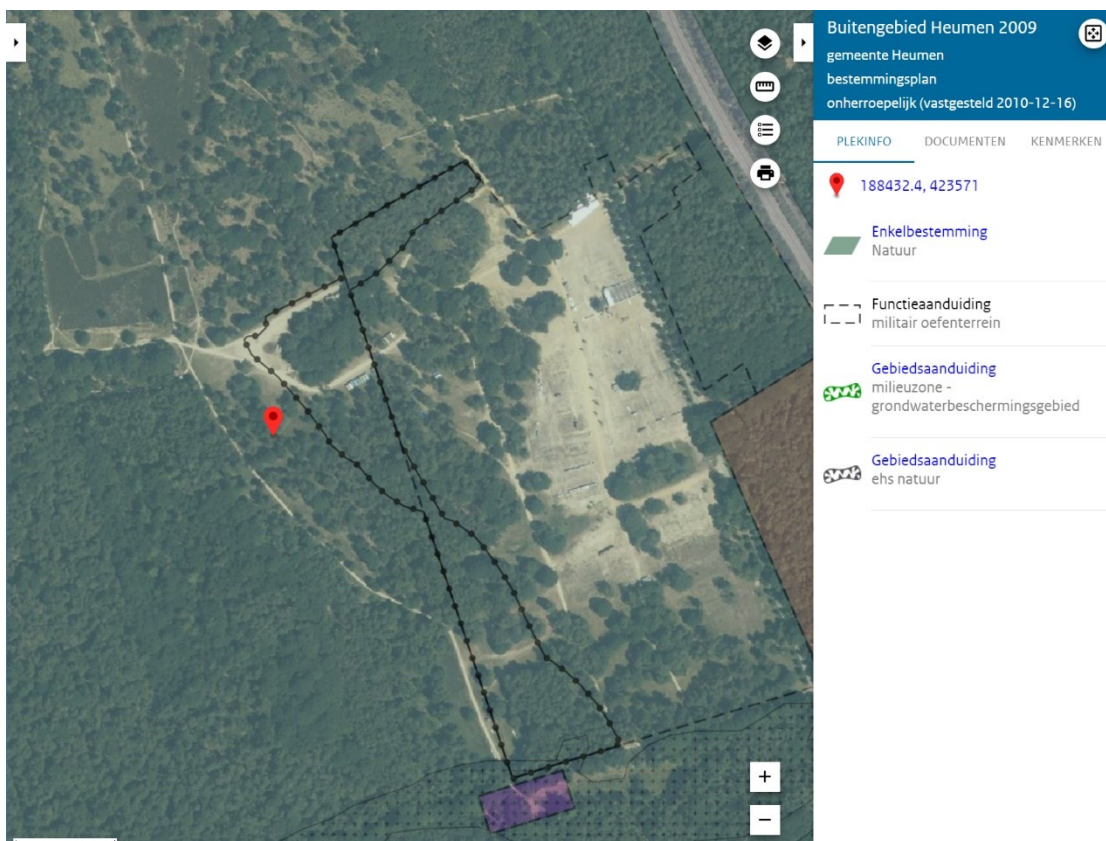 Buitengebied Heumen 2009
gemeente Heumen
bestemmingsplan
onherroepelijk (vastgesteld 2010-12-16)
PLEKINFO DOCUMENTEN KENMERKEN
188432.4, 423571
Enkelbestemming
Natuur
Functieaanduiding
militair oefenterrein
Gebiedsaanduiding
milieuzone -
grondwaterbeschermingsgebied
Gebiedsaanduiding
ehs natuur